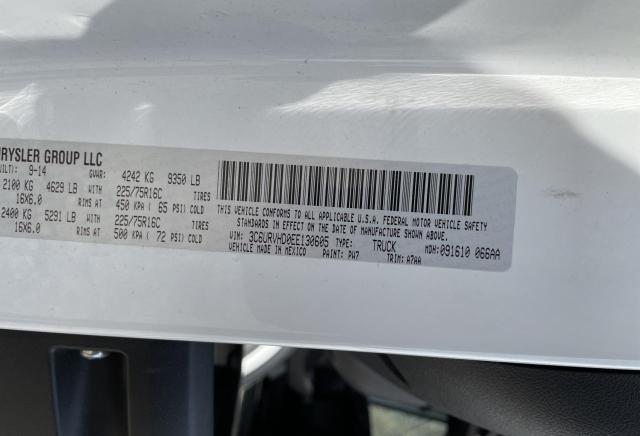 RYSLER GROUP LLC
9-14 GVWR: 4242 KG 9350 LB
2100 KG 4629 LB WITH 225/75R16C TIRES
16X6.0 RIMS AT 450 KPA ( 65 PSI) COLD
2400 KG 5291 LB WITH 225/75R16C TIRES
16X6.0 RIMS AT 500 KPA ( 72 PSI) COLD
THIS VEHICLE CONFORMS TO ALL APPLICABLE U.S.A. FEDERAL MOTOR VEHICLE SAFETY
STANDARDS IN EFFECT ON THE DATE OF MANUFACTURE SHOWN ABOVE.
VIN: 3C6URVHD0EE130605 TYPE: TRUCK MDH: 091610 066AA
VEHICLE MADE IN MEXICO PAINT: PW7 TRIM: A7AA